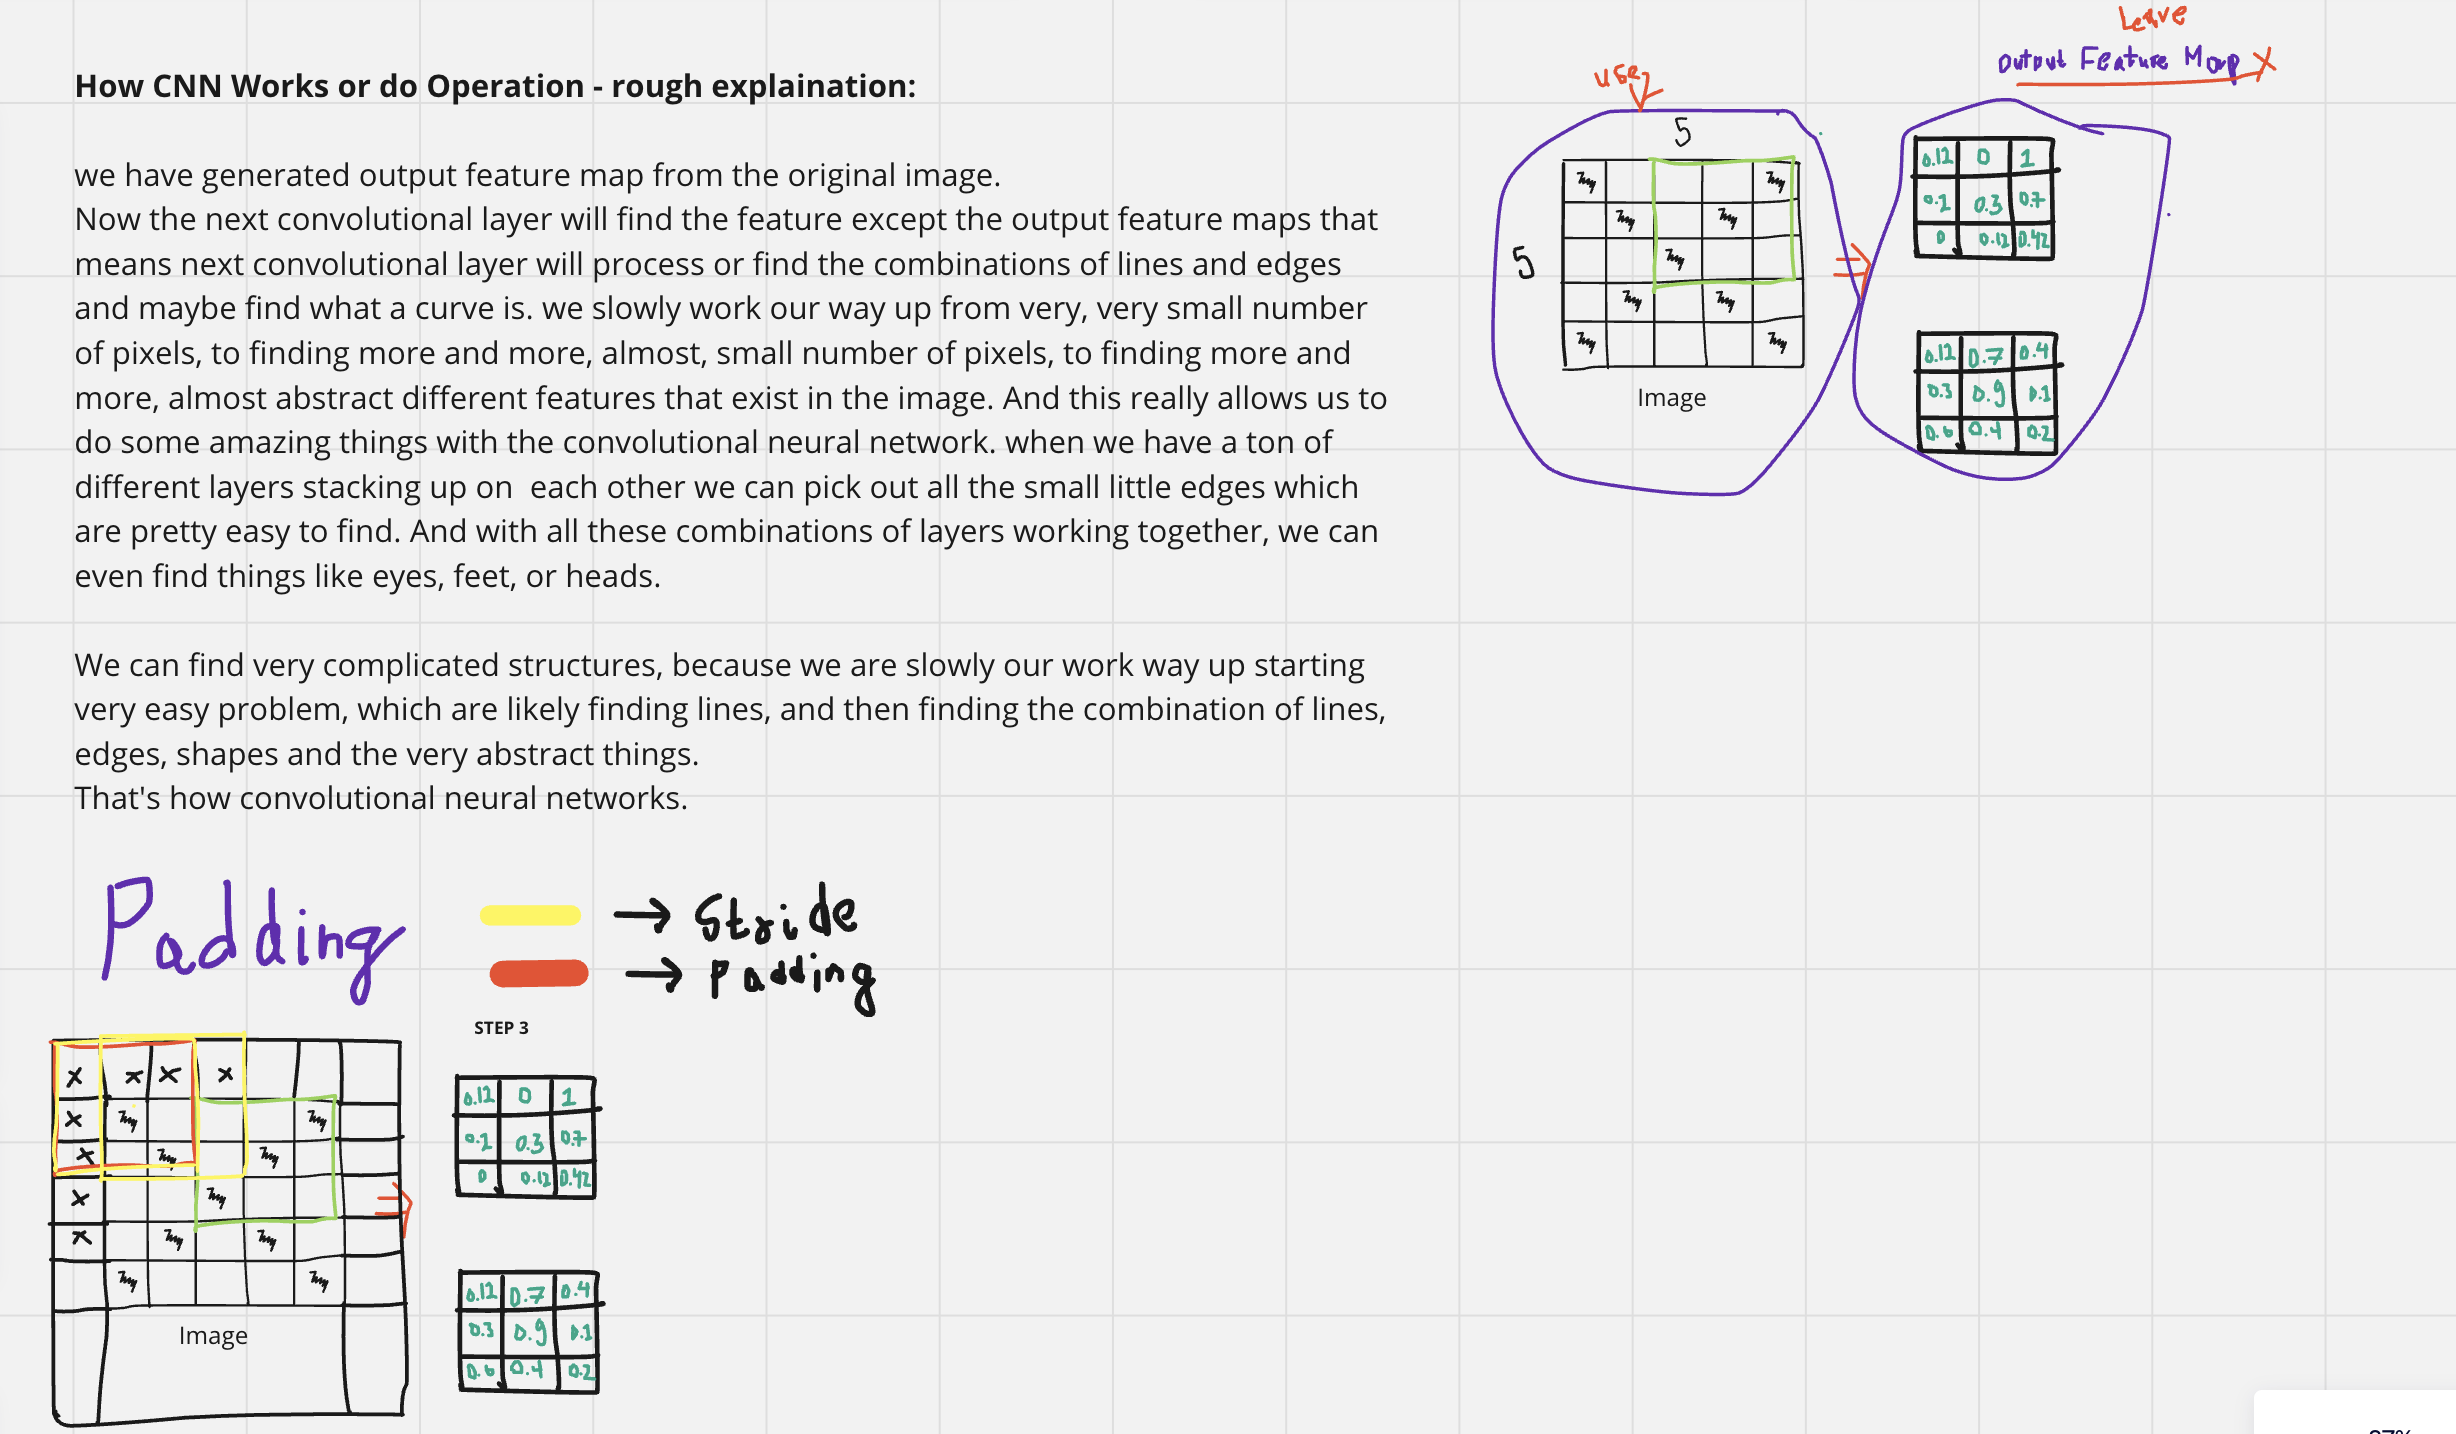 How CNN Works or do Operation - rough explaination:
we have generated output feature map from the original image.
Now the next convolutional layer will find the feature except the output feature maps that
means next convolutional layer will process or find the combinations of lines and edges
and maybe find what a curve is. we slowly work our way up from very, very small number
of pixels, to finding more and more, almost, small number of pixels, to finding more and
more, almost abstract different features that exist in the image. And this really allows us to
do some amazing things with the convolutional neural network. when we have a ton of
different layers stacking up on  each other we can pick out all the small little edges which
are pretty easy to find. And with all these combinations of layers working together, we can
even find things like eyes, feet, or heads.
We can find very complicated structures, because we are slowly our work way up starting
very easy problem, which are likely finding lines, and then finding the combination of lines,
edges, shapes and the very abstract things.
That's how convolutional neural networks.
Leave
Output Feature Map X
use
5
5
Image
0.12 0 1
0.1 0.3 0.7
0 0.12 0.42
0.12 0.7 0.4
0.3 0.9 0.1
0.6 0.4 0.2
Padding
→ Stride
→ Padding
STEP 3
X X X X
X
X
X
X
Image
0.12 0 1
0.1 0.3 0.7
0 0.12 0.42
0.12 0.7 0.4
0.3 0.9 0.1
0.6 0.4 0.2